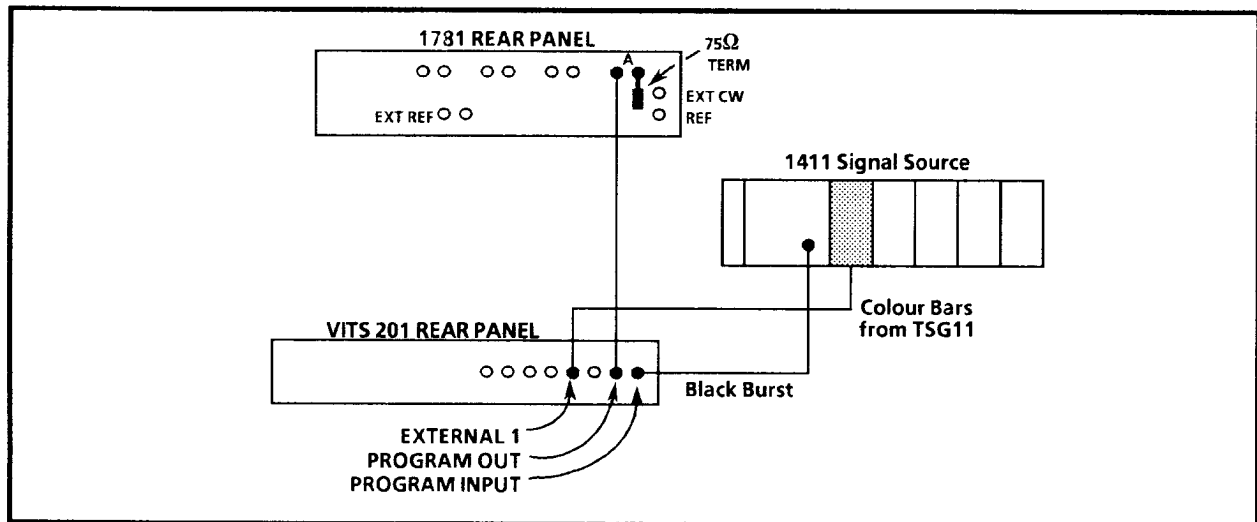 1781 REAR PANEL
75Ω
TERM
A
EXT CW
REF
EXT REF
1411 Signal Source
Colour Bars
from TSG11
VITS 201 REAR PANEL
Black Burst
EXTERNAL 1
PROGRAM OUT
PROGRAM INPUT